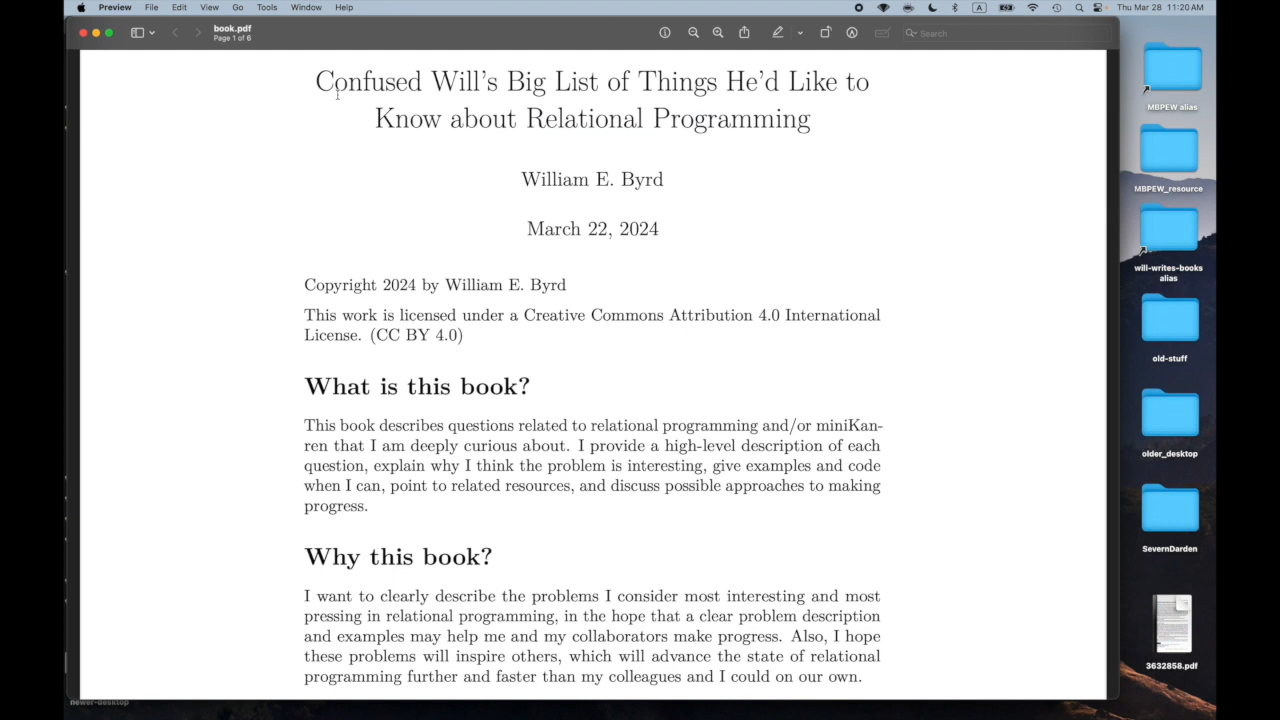 Preview File Edit View Go Tools Window Help
A
Thu Mar 28 11:20 AM
book.pdf
Page 1 of 6
Search
Confused Will's Big List of Things He'd Like to
Know about Relational Programming
William E. Byrd
March 22, 2024
Copyright 2024 by William E. Byrd
This work is licensed under a Creative Commons Attribution 4.0 International
License. (CC BY 4.0)
What is this book?
This book describes questions related to relational programming and/or miniKan-
ren that I am deeply curious about. I provide a high-level description of each
question, explain why I think the problem is interesting, give examples and code
when I can, point to related resources, and discuss possible approaches to making
progress.
Why this book?
I want to clearly describe the problems I consider most interesting and most
pressing in relational programming, in the hope that a clear problem description
and examples may help me and my collaborators make progress. Also, I hope
these problems will inspire others, which will advance the state of relational
programming further and faster than my colleagues and I could on our own.
MBPEW alias
MBPEW_resource
will-writes-books
alias
old-stuff
older_desktop
SevernDarden
3632858.pdf
newer-desktop